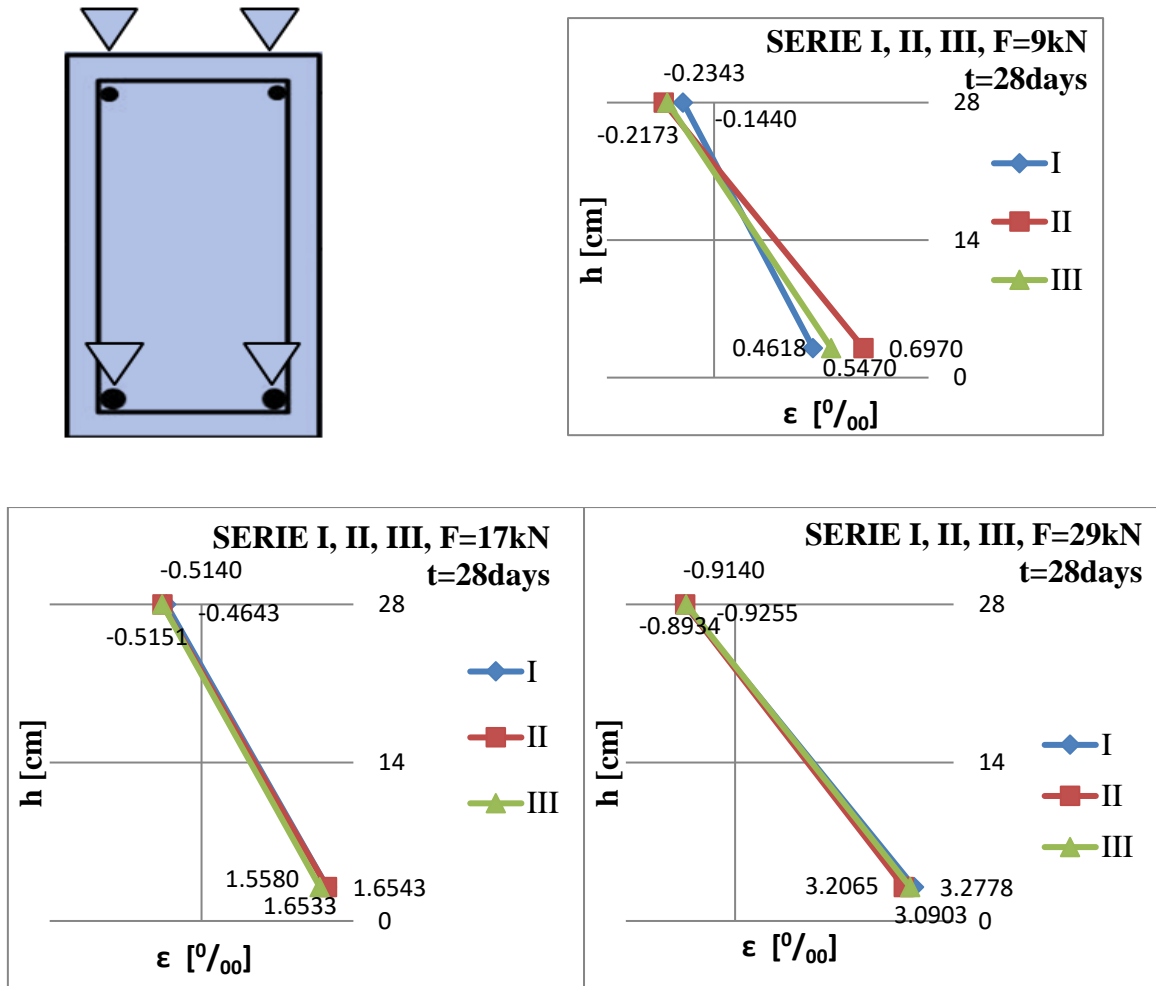 SERIE I, II, III, F=9kN
t=28days
-0.2343
28
-0.1440
-0.2173
I
II
h [cm]
14
III
0.4618
0.6970
0.5470
0
ε [⁰/₀₀]
SERIE I, II, III, F=17kN
t=28days
-0.5140
28
-0.4643
-0.5151
I
II
h [cm]
14
III
1.5580
1.6543
1.6533
0
ε [⁰/₀₀]
SERIE I, II, III, F=29kN
t=28days
-0.9140
28
-0.9255
-0.8934
I
h [cm]
14
II
III
3.2065
3.2778
3.0903
0
ε [⁰/₀₀]